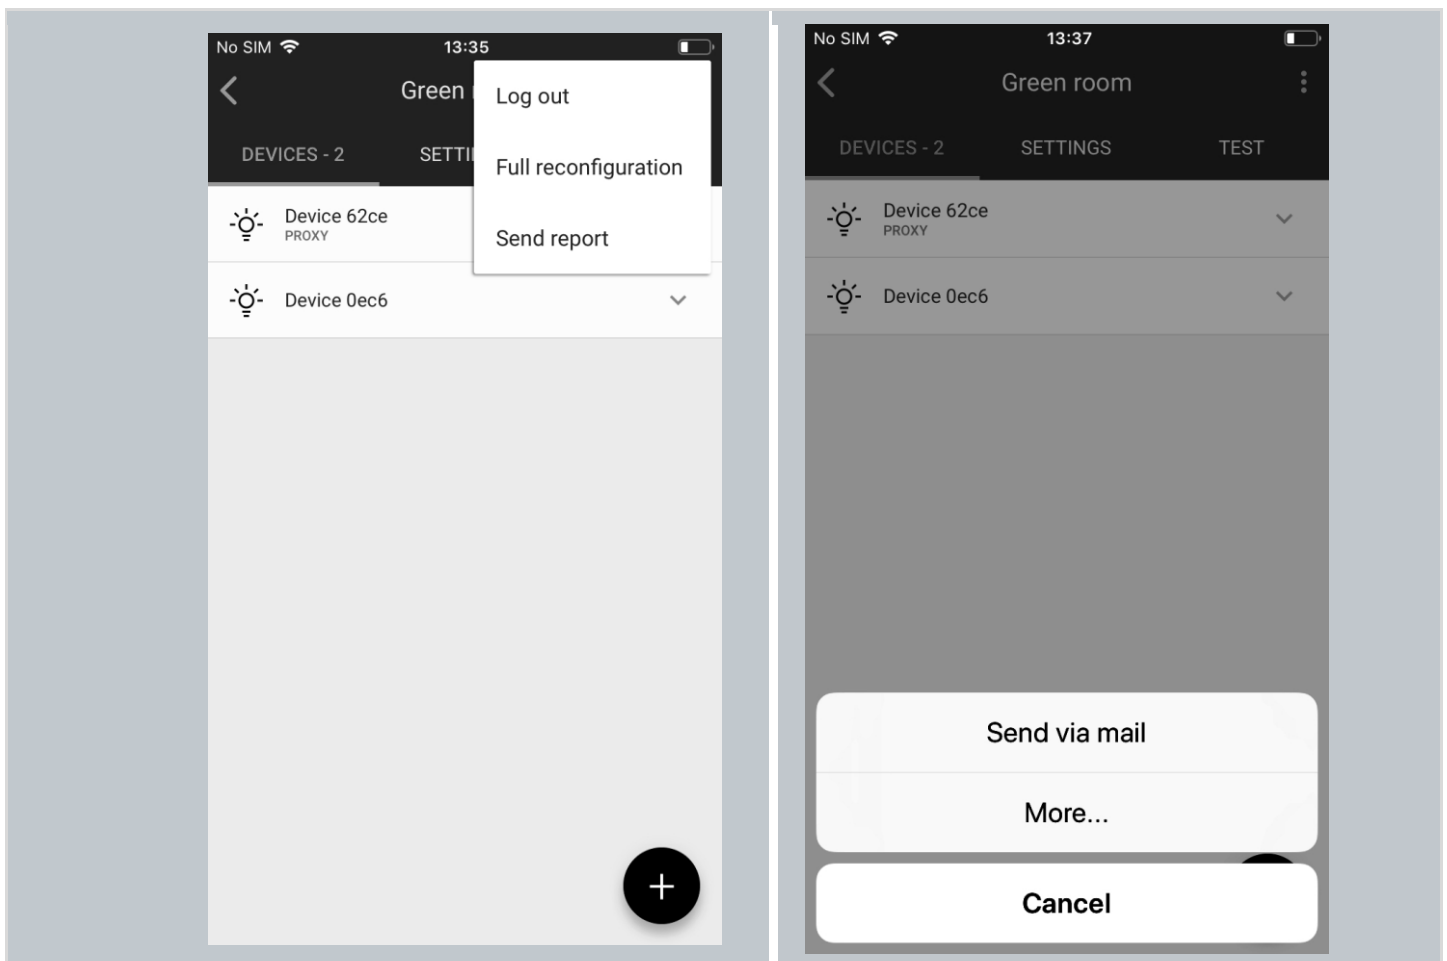 No SIM 13:35
Green
Log out
DEVICES - 2 SETTI
Full reconfiguration
Device 62ce
PROXY
Send report
Device 0ec6
+
No SIM 13:37
Green room
DEVICES - 2 SETTINGS TEST
Device 62ce
PROXY
Device 0ec6
Send via mail
More...
Cancel